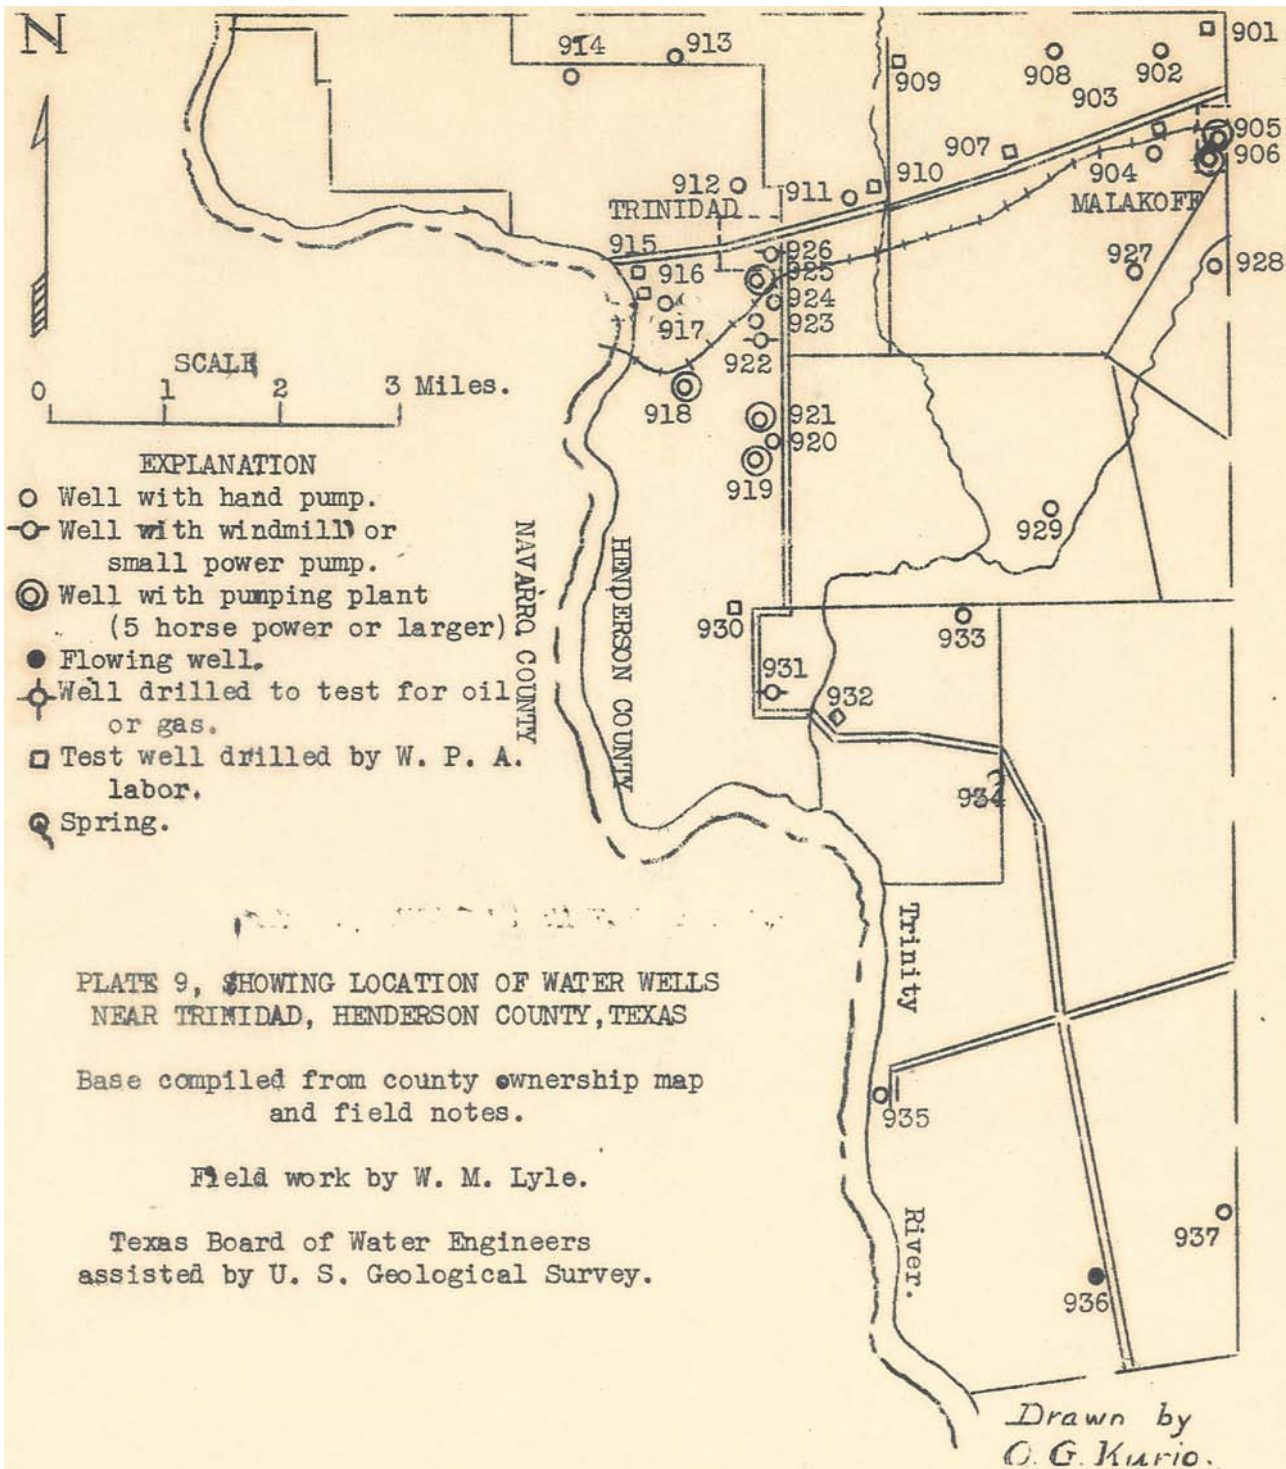 N
914
913
901
909
908
902
903
905
907
906
912
911
910
904
TRINIDAD
MALAKOFF
915
926
927
928
916
925
924
917
923
922
SCALE
0 1 2 3 Miles.
918
921
920
919
EXPLANATION
Well with hand pump.
Well with windmill or
small power pump.
Well with pumping plant
(5 horse power or larger)
Flowing well.
Well drilled to test for oil
or gas.
Test well drilled by W. P. A.
labor.
Spring.
NAVARRO COUNTY
HENDERSON COUNTY
929
930
933
931
932
934
Trinity
River.
PLATE 9, SHOWING LOCATION OF WATER WELLS
NEAR TRINIDAD, HENDERSON COUNTY, TEXAS
Base compiled from county ownership map
and field notes.
Field work by W. M. Lyle.
Texas Board of Water Engineers
assisted by U. S. Geological Survey.
935
937
936
Drawn by
O. G. Kurio.